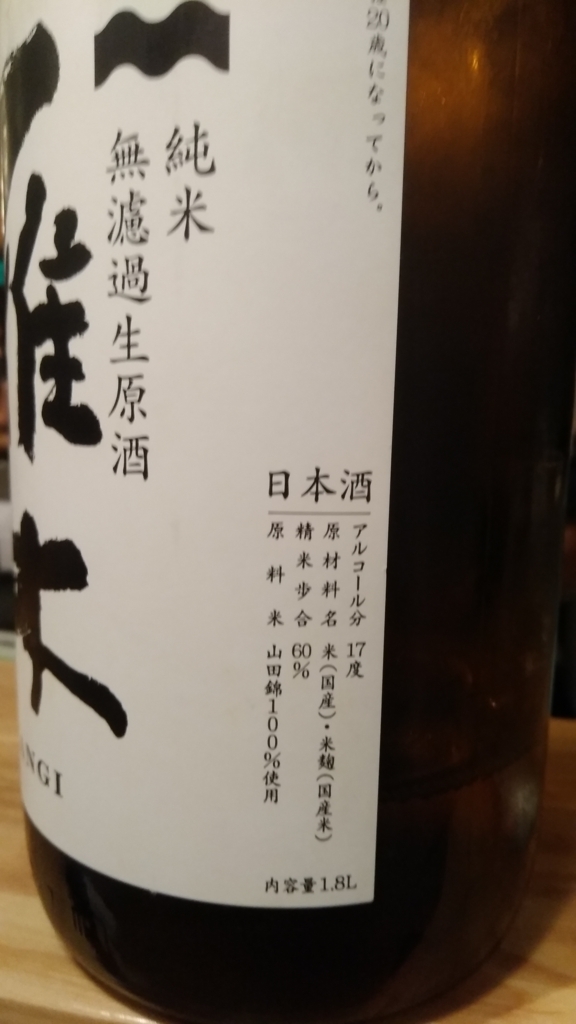 20歳になってから。
純米
無濾過生原酒
雁木
NGI
日本酒
アルコール分 17度
原材料名 米(国産)・米麹(国産米)
精米歩合 60%
原料米 山田錦100%使用
内容量1.8L